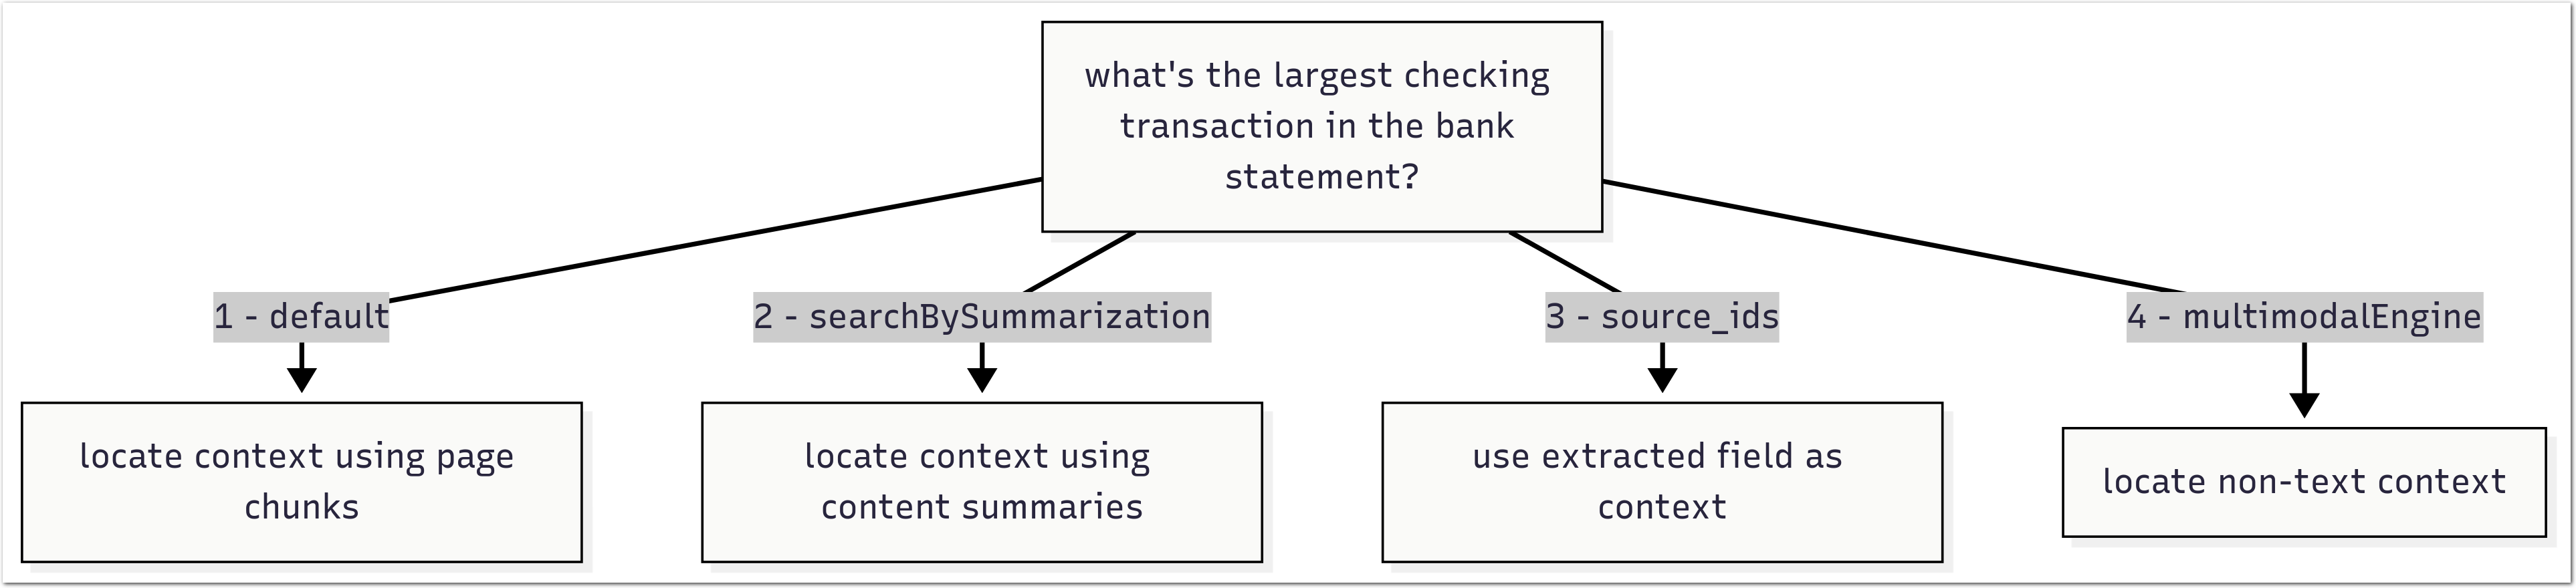 what's the largest checking
transaction in the bank
statement?
1 - default
2 - searchBySummarization
3 - source_ids
4 - multimodalEngine
locate context using page
chunks
locate context using
content summaries
use extracted field as
context
locate non-text context